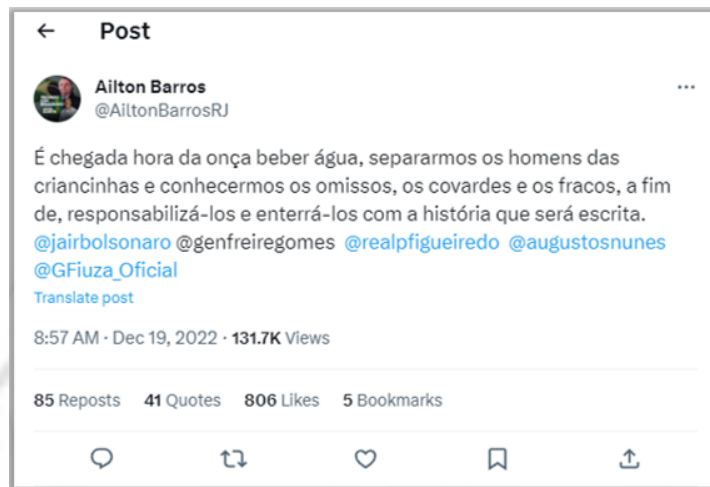 Post
Ailton Barros
@AiltonBarrosRJ
É chegada hora da onça beber água, separarmos os homens das
criancinhas e conhecermos os omissos, os covardes e os fracos, a fim
de, responsabilizá-los e enterrá-los com a história que será escrita.
@jairbolsonaro @genfreiregomes @realpfigueiredo @augustosnunes
@GFiuza_Oficial
Translate post
8:57 AM · Dec 19, 2022 · 131.7K Views
85 Reposts 41 Quotes 806 Likes 5 Bookmarks